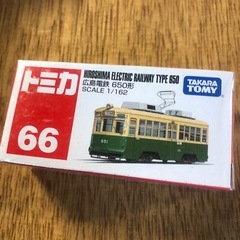 トミカ
66
HIROSHIMA ELECTRIC RAILWAY TYPE 650
広島電鉄 650形
SCALE 1/162
TAKARA
TOMY
651